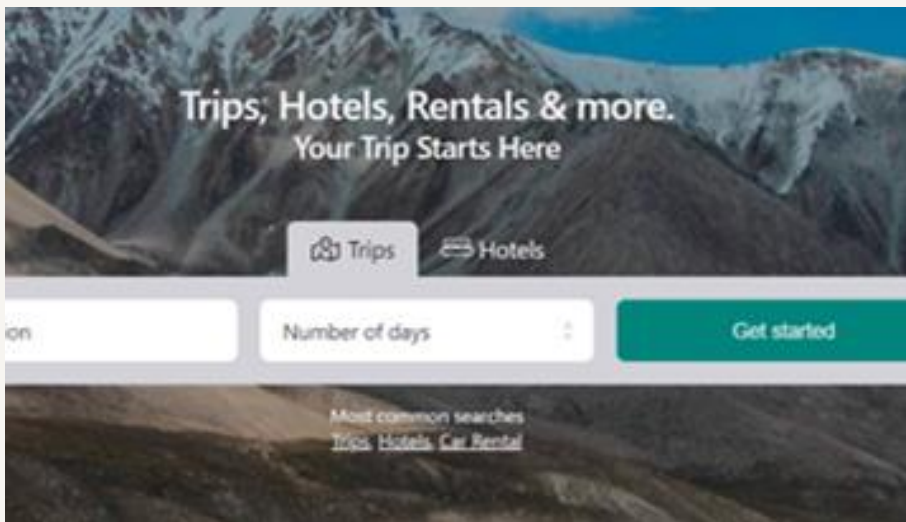 Trips, Hotels, Rentals & more.
Your Trip Starts Here
Trips Hotels
on Number of days Get started
Most common searches
Trips, Hotels, Car Rental